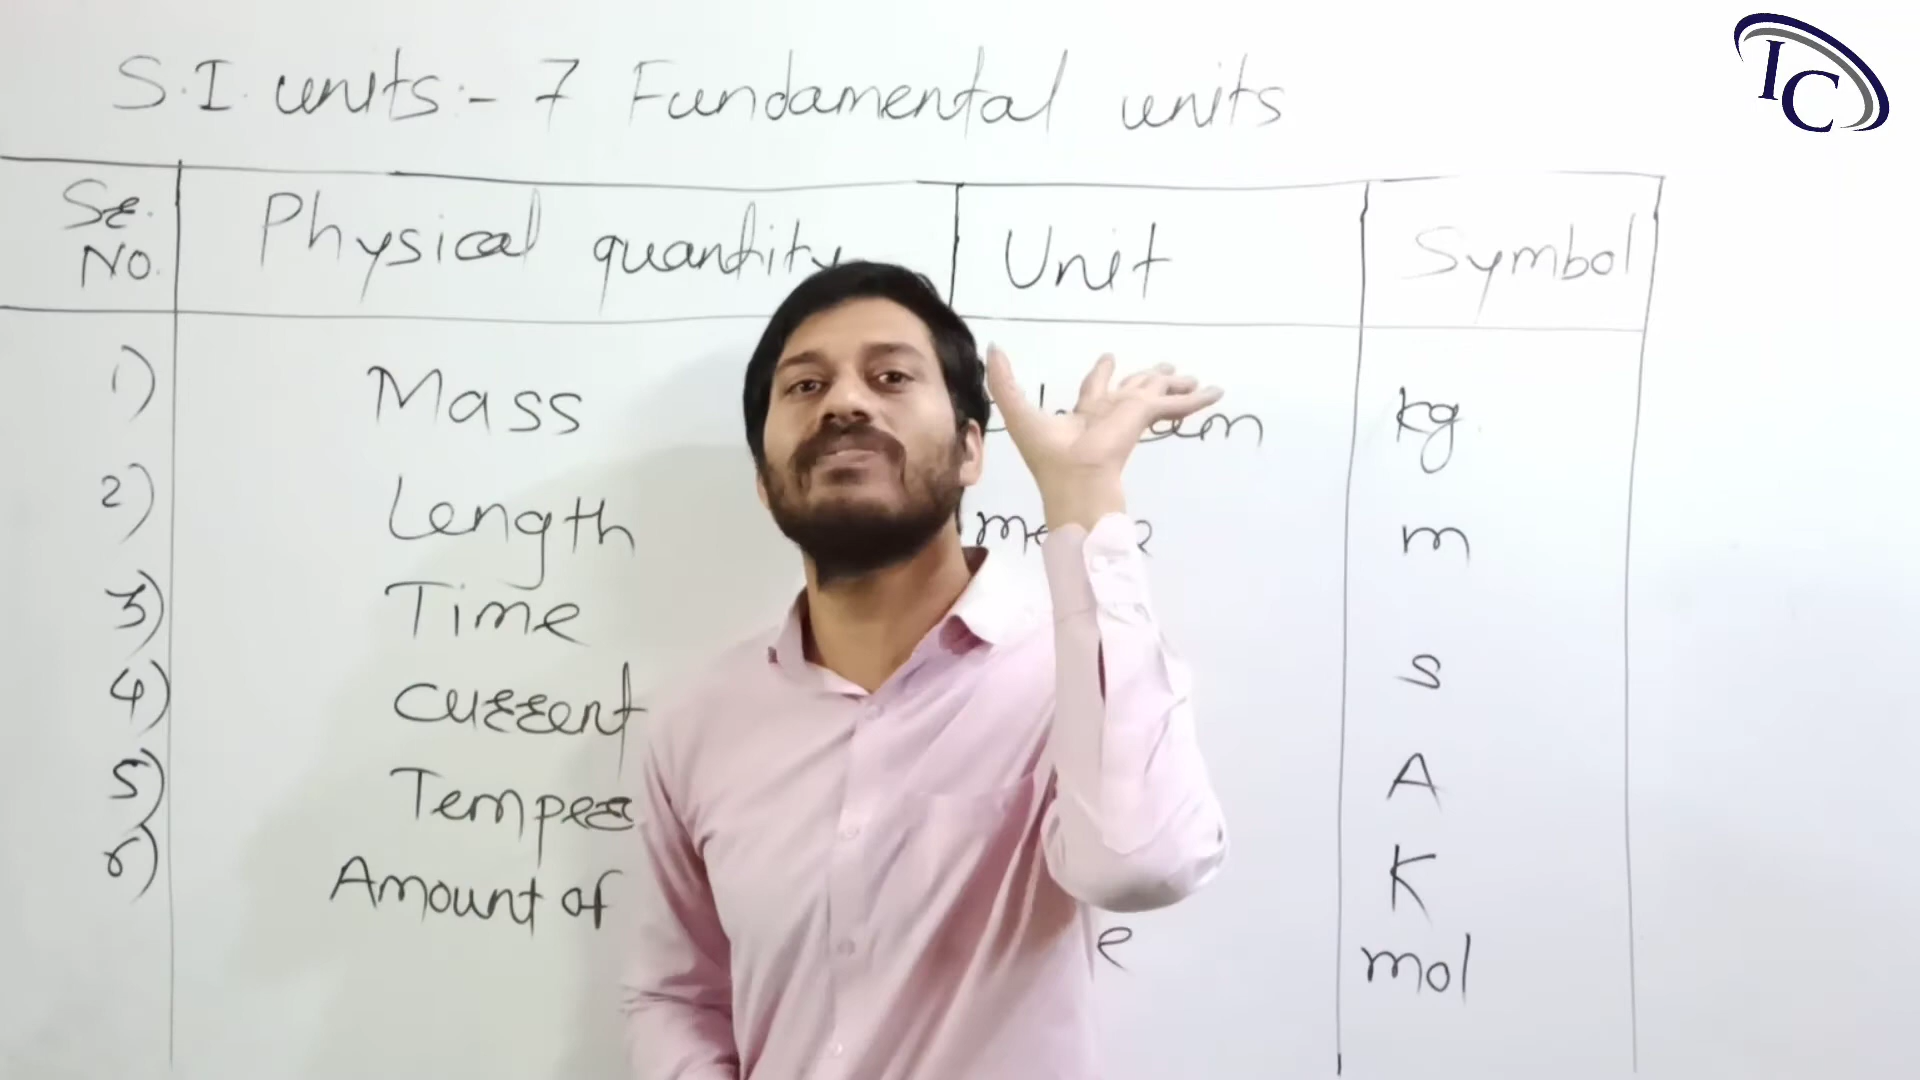 S.I. units:- 7 Fundamental units
Sr. No. Physical quantity Unit Symbol
1) Mass kg
2) Length m
3) Time s
4) Current A
5) Temper K
6) Amount of mol
IC